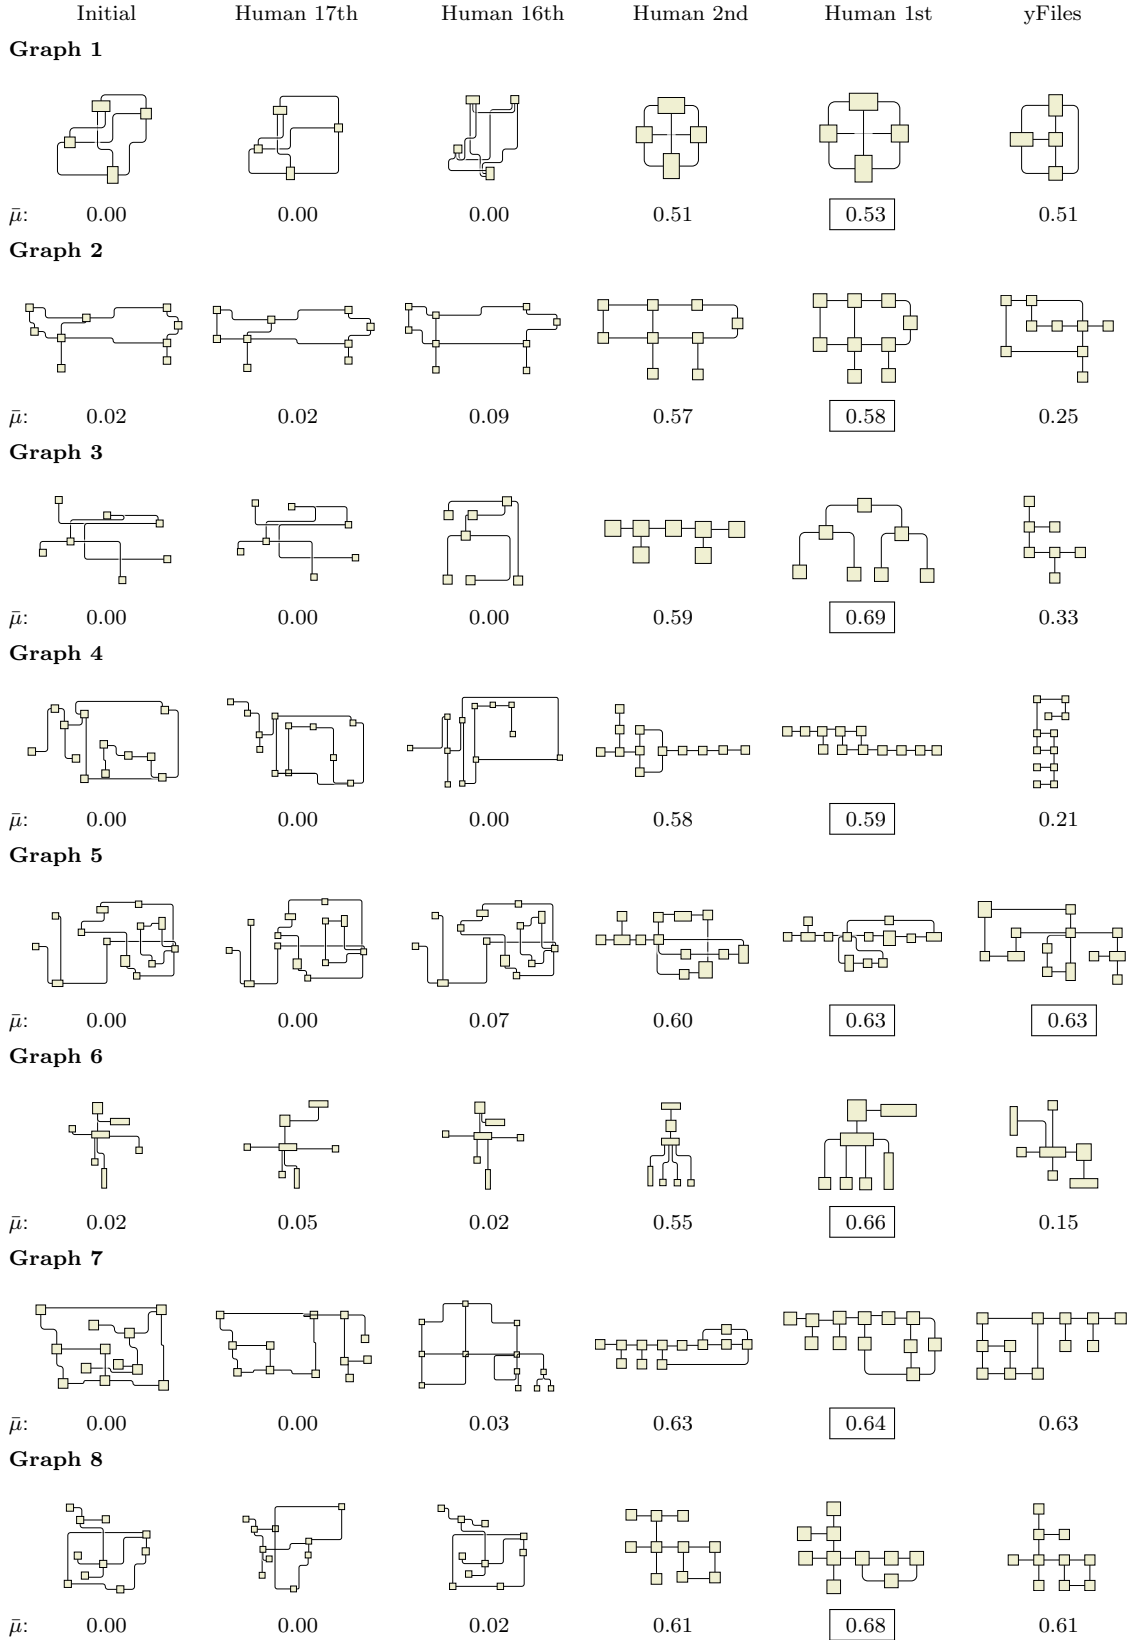 Initial Human 17th Human 16th Human 2nd Human 1st yFiles
Graph 1
μ̄: 0.00 0.00 0.00 0.51 0.53 0.51
Graph 2
μ̄: 0.02 0.02 0.09 0.57 0.58 0.25
Graph 3
μ̄: 0.00 0.00 0.00 0.59 0.69 0.33
Graph 4
μ̄: 0.00 0.00 0.00 0.58 0.59 0.21
Graph 5
μ̄: 0.00 0.00 0.07 0.60 0.63 0.63
Graph 6
μ̄: 0.02 0.05 0.02 0.55 0.66 0.15
Graph 7
μ̄: 0.00 0.00 0.03 0.63 0.64 0.63
Graph 8
μ̄: 0.00 0.00 0.02 0.61 0.68 0.61